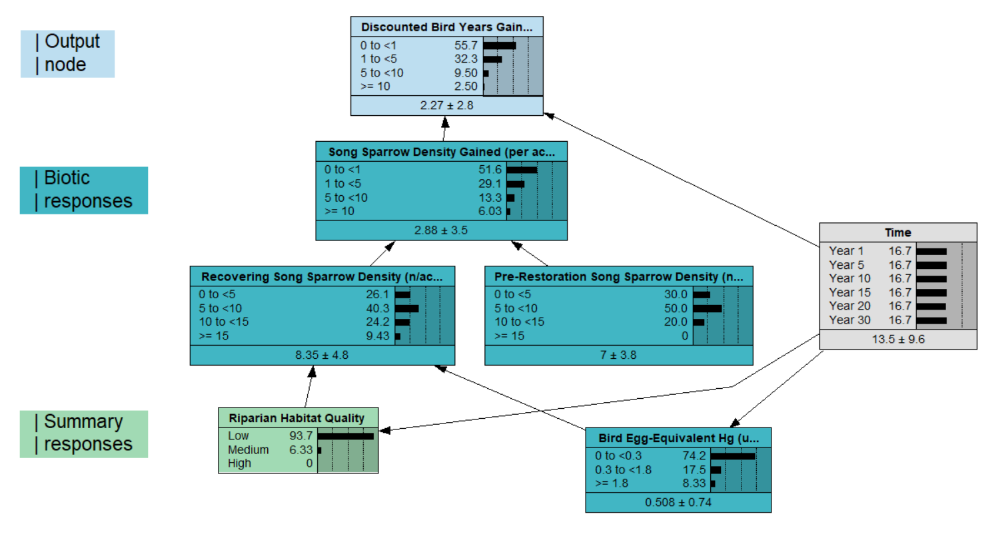 | Output
| node
Discounted Bird Years Gain...
0 to <1 55.7
1 to <5 32.3
5 to <10 9.50
>= 10 2.50
2.27 ± 2.8
| Biotic
| responses
Song Sparrow Density Gained (per ac...
0 to <1 51.6
1 to <5 29.1
5 to <10 13.3
>= 10 6.03
2.88 ± 3.5
Time
Year 1 16.7
Year 5 16.7
Year 10 16.7
Year 15 16.7
Year 20 16.7
Year 30 16.7
13.5 ± 9.6
Recovering Song Sparrow Density (n/ac...
0 to <5 26.1
5 to <10 40.3
10 to <15 24.2
>= 15 9.43
8.35 ± 4.8
Pre-Restoration Song Sparrow Density (n...
0 to <5 30.0
5 to <10 50.0
10 to <15 20.0
>= 15 0
7 ± 3.8
| Summary
| responses
Riparian Habitat Quality
Low 93.7
Medium 6.33
High 0
Bird Egg-Equivalent Hg (u...
0 to <0.3 74.2
0.3 to <1.8 17.5
>= 1.8 8.33
0.508 ± 0.74